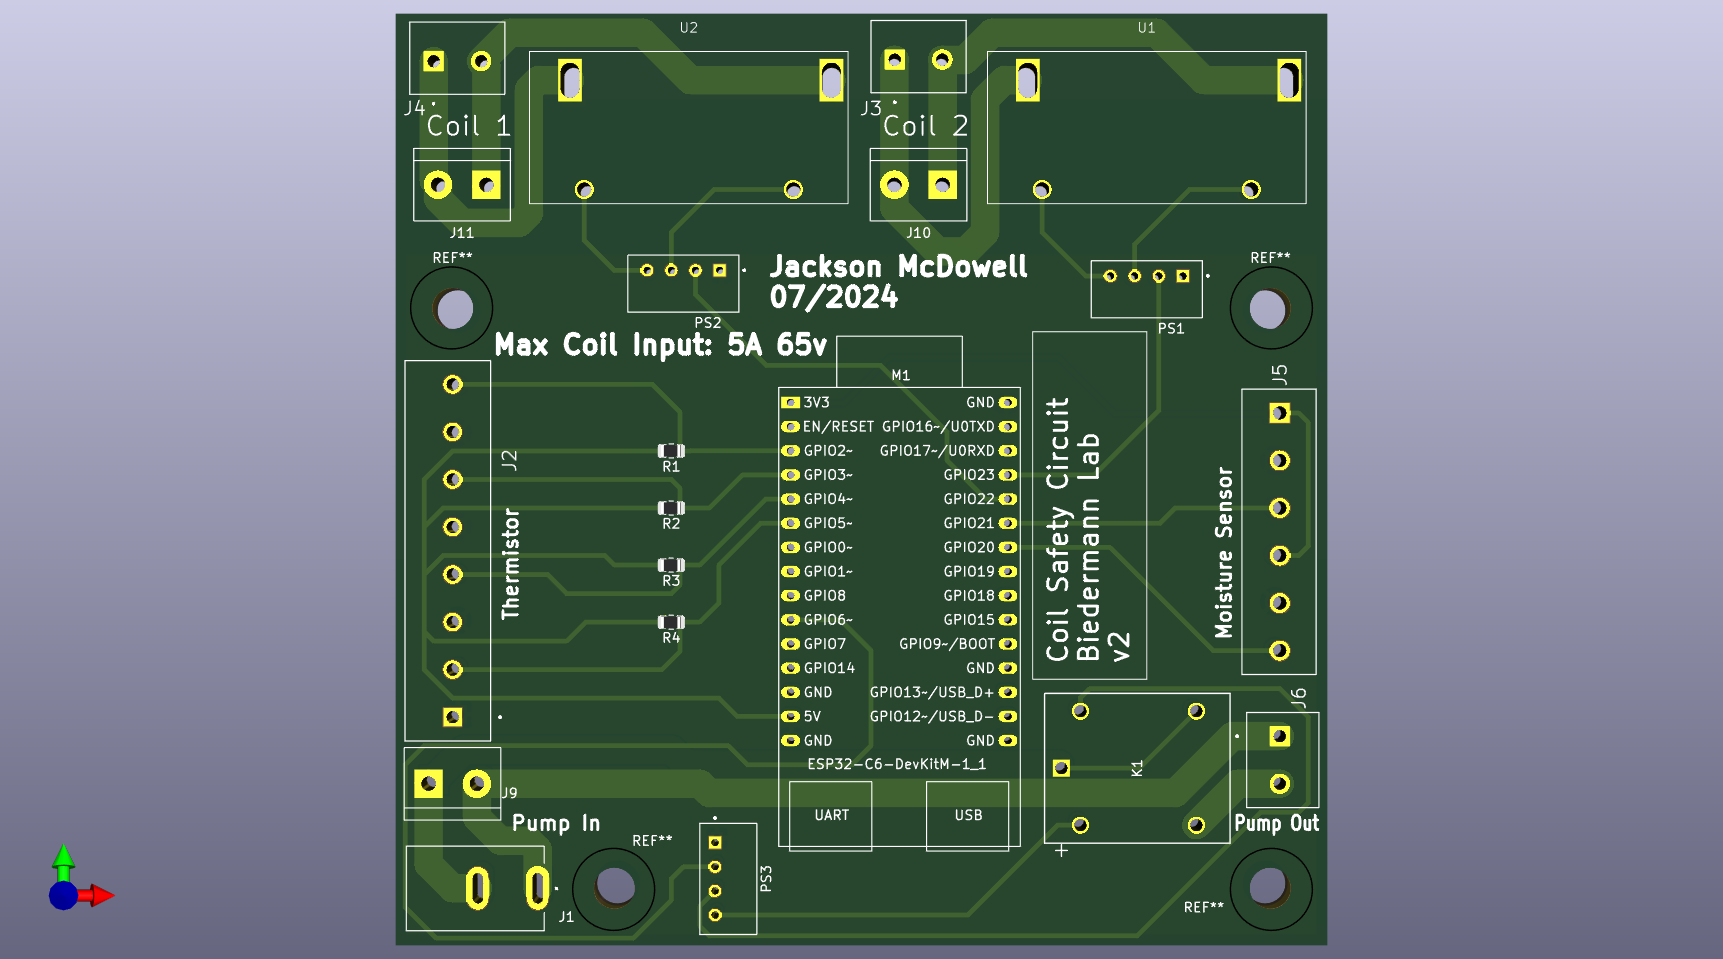 U2
U1
J4
J3
Coil 1
Coil 2
J11
J10
REF**
REF**
Jackson McDowell
07/2024
PS2
PS1
Max Coil Input: 5A 65v
M1
J5
3V3
GND
EN/RESET
GPIO16~/U0TXD
GPIO2~
GPIO17~/U0RXD
GPIO3~
GPIO23
GPIO4~
GPIO22
GPIO5~
GPIO21
GPIO0~
GPIO20
GPIO1~
GPIO19
GPIO8
GPIO18
GPIO6~
GPIO15
GPIO7
GPIO9~/BOOT
GPIO14
GND
GND
GPIO13~/USB_D+
5V
GPIO12~/USB_D-
GND
GND
ESP32-C6-DevKitM-1_1
UART
USB
J2
Thermistor
R1
R2
R3
R4
Coil Safety Circuit
Biedermann Lab
v2
Moisture Sensor
J6
K1
+
J9
Pump In
Pump Out
REF**
PS3
J1
REF**